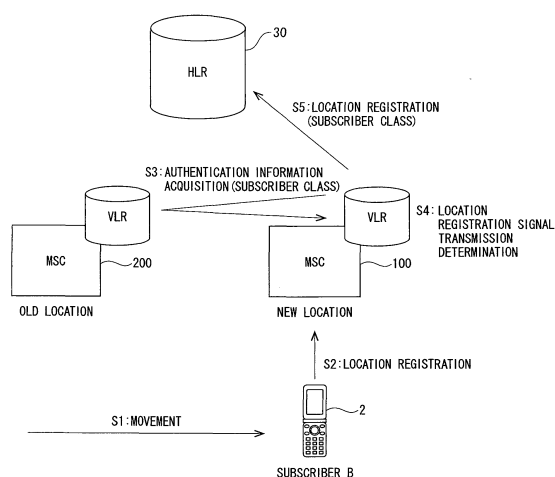 30
HLR
S5:LOCATION REGISTRATION
(SUBSCRIBER CLASS)
S3:AUTHENTICATION INFORMATION
ACQUISITION(SUBSCRIBER CLASS)
VLR
MSC
200
OLD LOCATION
VLR
MSC
100
NEW LOCATION
S4:LOCATION
REGISTRATION SIGNAL
TRANSMISSION
DETERMINATION
S2:LOCATION REGISTRATION
S1:MOVEMENT
2
SUBSCRIBER B